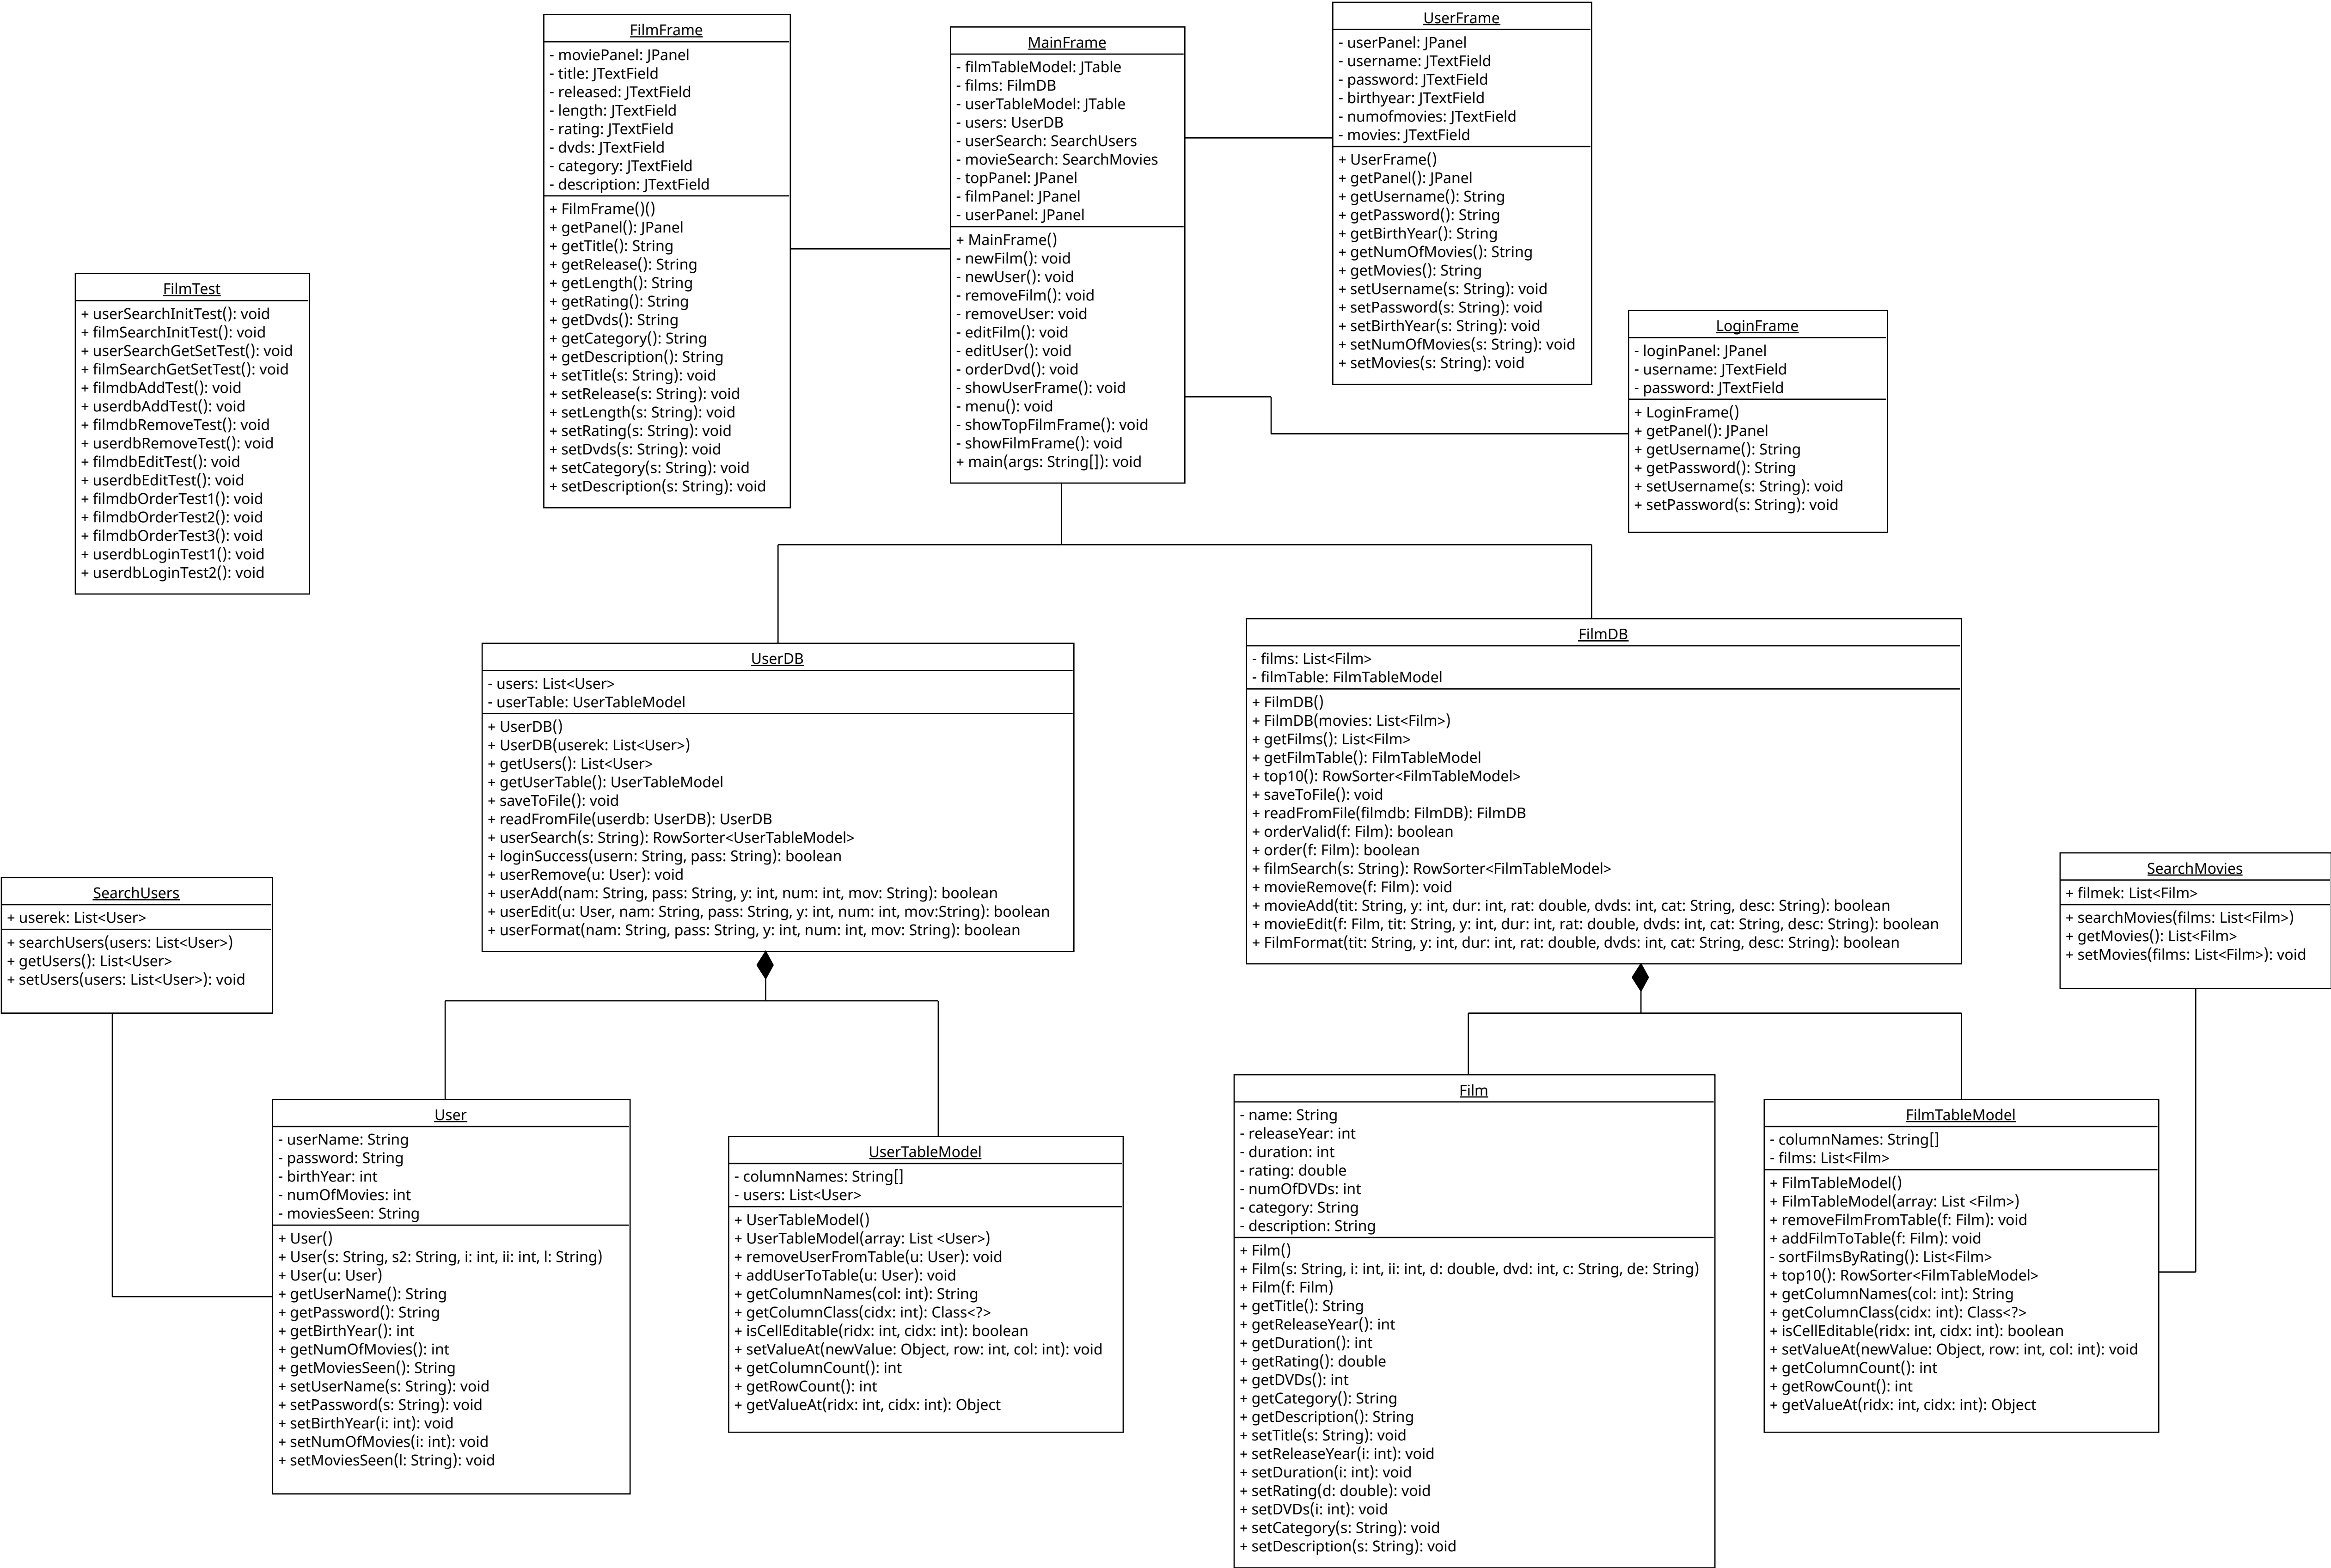 FilmFrame
- moviePanel: JPanel
- title: JTextField
- released: JTextField
- length: JTextField
- rating: JTextField
- dvds: JTextField
- category: JTextField
- description: JTextField
+ FilmFrame()()
+ getPanel(): JPanel
+ getTitle(): String
+ getRelease(): String
+ getLength(): String
+ getRating(): String
+ getDvds(): String
+ getCategory(): String
+ getDescription(): String
+ setTitle(s: String): void
+ setRelease(s: String): void
+ setLength(s: String): void
+ setRating(s: String): void
+ setDvds(s: String): void
+ setCategory(s: String): void
+ setDescription(s: String): void
MainFrame
- filmTableModel: JTable
- films: FilmDB
- userTableModel: JTable
- users: UserDB
- userSearch: SearchUsers
- movieSearch: SearchMovies
- topPanel: JPanel
- filmPanel: JPanel
- userPanel: JPanel
+ MainFrame()
- newFilm(): void
- newUser(): void
- removeFilm(): void
- removeUser: void
- editFilm(): void
- editUser(): void
- orderDvd(): void
- showUserFrame(): void
- menu(): void
- showTopFilmFrame(): void
- showFilmFrame(): void
+ main(args: String[]): void
UserFrame
- userPanel: JPanel
- username: JTextField
- password: JTextField
- birthyear: JTextField
- numofmovies: JTextField
- movies: JTextField
+ UserFrame()
+ getPanel(): JPanel
+ getUsername(): String
+ getPassword(): String
+ getBirthYear(): String
+ getNumOfMovies(): String
+ getMovies(): String
+ setUsername(s: String): void
+ setPassword(s: String): void
+ setBirthYear(s: String): void
+ setNumOfMovies(s: String): void
+ setMovies(s: String): void
FilmTest
+ userSearchInitTest(): void
+ filmSearchInitTest(): void
+ userSearchGetSetTest(): void
+ filmSearchGetSetTest(): void
+ filmdbAddTest(): void
+ userdbAddTest(): void
+ filmdbRemoveTest(): void
+ userdbRemoveTest(): void
+ filmdbEditTest(): void
+ userdbEditTest(): void
+ filmdbOrderTest1(): void
+ filmdbOrderTest2(): void
+ filmdbOrderTest3(): void
+ userdbLoginTest1(): void
+ userdbLoginTest2(): void
LoginFrame
- loginPanel: JPanel
- username: JTextField
- password: JTextField
+ LoginFrame()
+ getPanel(): JPanel
+ getUsername(): String
+ getPassword(): String
+ setUsername(s: String): void
+ setPassword(s: String): void
UserDB
- users: List<User>
- userTable: UserTableModel
+ UserDB()
+ UserDB(userek: List<User>)
+ getUsers(): List<User>
+ getUserTable(): UserTableModel
+ saveToFile(): void
+ readFromFile(userdb: UserDB): UserDB
+ userSearch(s: String): RowSorter<UserTableModel>
+ loginSuccess(usern: String, pass: String): boolean
+ userRemove(u: User): void
+ userAdd(nam: String, pass: String, y: int, num: int, mov: String): boolean
+ userEdit(u: User, nam: String, pass: String, y: int, num: int, mov:String): boolean
+ userFormat(nam: String, pass: String, y: int, num: int, mov: String): boolean
FilmDB
- films: List<Film>
- filmTable: FilmTableModel
+ FilmDB()
+ FilmDB(movies: List<Film>)
+ getFilms(): List<Film>
+ getFilmTable(): FilmTableModel
+ top10(): RowSorter<FilmTableModel>
+ saveToFile(): void
+ readFromFile(filmdb: FilmDB): FilmDB
+ orderValid(f: Film): boolean
+ order(f: Film): boolean
+ filmSearch(s: String): RowSorter<FilmTableModel>
+ movieRemove(f: Film): void
+ movieAdd(tit: String, y: int, dur: int, rat: double, dvds: int, cat: String, desc: String): boolean
+ movieEdit(f: Film, tit: String, y: int, dur: int, rat: double, dvds: int, cat: String, desc: String): boolean
+ FilmFormat(tit: String, y: int, dur: int, rat: double, dvds: int, cat: String, desc: String): boolean
SearchUsers
+ userek: List<User>
+ searchUsers(users: List<User>)
+ getUsers(): List<User>
+ setUsers(users: List<User>): void
SearchMovies
+ filmek: List<Film>
+ searchMovies(films: List<Film>)
+ getMovies(): List<Film>
+ setMovies(films: List<Film>): void
User
- userName: String
- password: String
- birthYear: int
- numOfMovies: int
- moviesSeen: String
+ User()
+ User(s: String, s2: String, i: int, ii: int, l: String)
+ User(u: User)
+ getUserName(): String
+ getPassword(): String
+ getBirthYear(): int
+ getNumOfMovies(): int
+ getMoviesSeen(): String
+ setUserName(s: String): void
+ setPassword(s: String): void
+ setBirthYear(i: int): void
+ setNumOfMovies(i: int): void
+ setMoviesSeen(l: String): void
UserTableModel
- columnNames: String[]
- users: List<User>
+ UserTableModel()
+ UserTableModel(array: List <User>)
+ removeUserFromTable(u: User): void
+ addUserToTable(u: User): void
+ getColumnNames(col: int): String
+ getColumnClass(cidx: int): Class<?>
+ isCellEditable(ridx: int, cidx: int): boolean
+ setValueAt(newValue: Object, row: int, col: int): void
+ getColumnCount(): int
+ getRowCount(): int
+ getValueAt(ridx: int, cidx: int): Object
Film
- name: String
- releaseYear: int
- duration: int
- rating: double
- numOfDVDs: int
- category: String
- description: String
+ Film()
+ Film(s: String, i: int, ii: int, d: double, dvd: int, c: String, de: String)
+ Film(f: Film)
+ getTitle(): String
+ getReleaseYear(): int
+ getDuration(): int
+ getRating(): double
+ getDVDs(): int
+ getCategory(): String
+ getDescription(): String
+ setTitle(s: String): void
+ setReleaseYear(i: int): void
+ setDuration(i: int): void
+ setRating(d: double): void
+ setDVDs(i: int): void
+ setCategory(s: String): void
+ setDescription(s: String): void
FilmTableModel
- columnNames: String[]
- films: List<Film>
+ FilmTableModel()
+ FilmTableModel(array: List <Film>)
+ removeFilmFromTable(f: Film): void
+ addFilmToTable(f: Film): void
- sortFilmsByRating(): List<Film>
+ top10(): RowSorter<FilmTableModel>
+ getColumnNames(col: int): String
+ getColumnClass(cidx: int): Class<?>
+ isCellEditable(ridx: int, cidx: int): boolean
+ setValueAt(newValue: Object, row: int, col: int): void
+ getColumnCount(): int
+ getRowCount(): int
+ getValueAt(ridx: int, cidx: int): Object